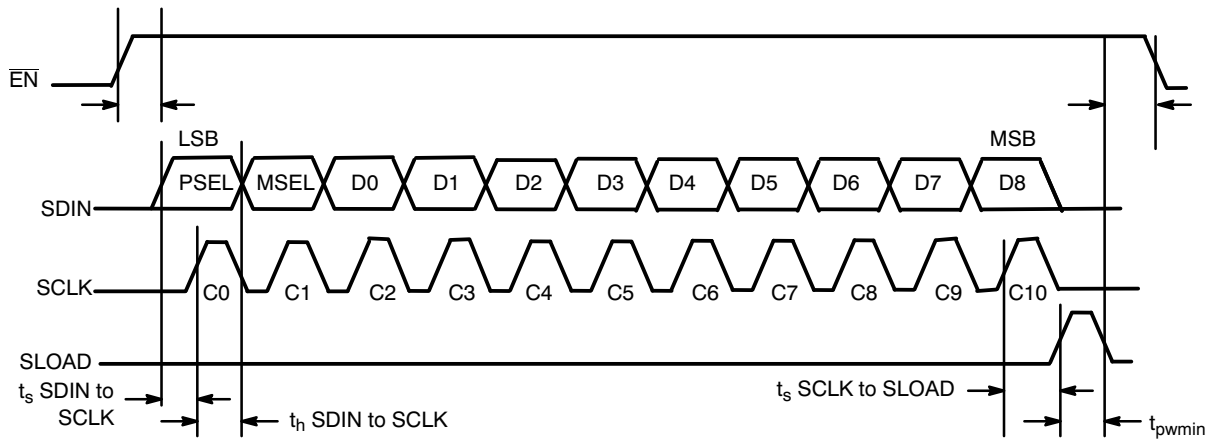 E̅N̅
LSB
MSB
PSEL MSEL D0 D1 D2 D3 D4 D5 D6 D7 D8
SDIN
SCLK
C0 C1 C2 C3 C4 C5 C6 C7 C8 C9 C10
SLOAD
ts SDIN to
SCLK
th SDIN to SCLK
ts SCLK to SLOAD
tpwmin